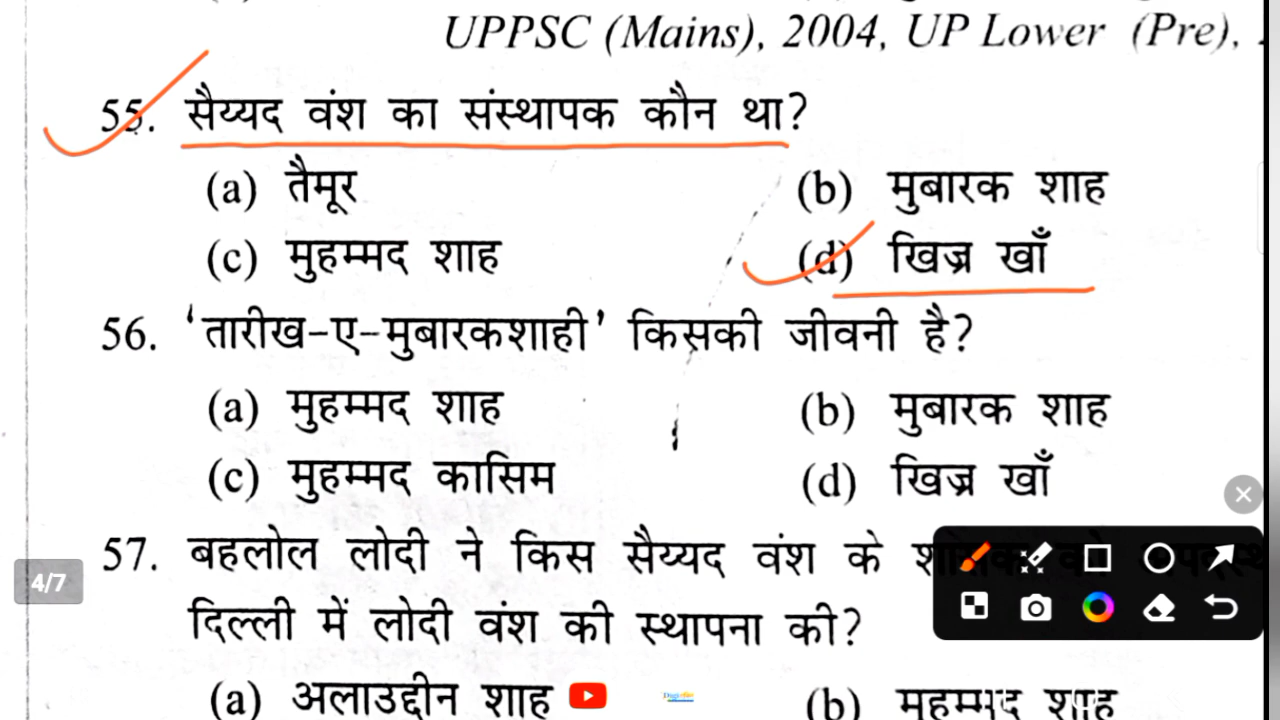 UPPSC (Mains), 2004, UP Lower (Pre),
55. सैय्यद वंश का संस्थापक कौन था?
(a) तैमूर (b) मुबारक शाह
(c) मुहम्मद शाह (d) खिज्र खाँ
56. 'तारीख-ए-मुबारकशाही' किसकी जीवनी है?
(a) मुहम्मद शाह (b) मुबारक शाह
(c) मुहम्मद कासिम (d) खिज्र खाँ
57. बहलोल लोदी ने किस सैय्यद वंश के
4/7
दिल्ली में लोदी वंश की स्थापना की?
(a) अलाउद्दीन शाह (b) मुहम्मद शाह